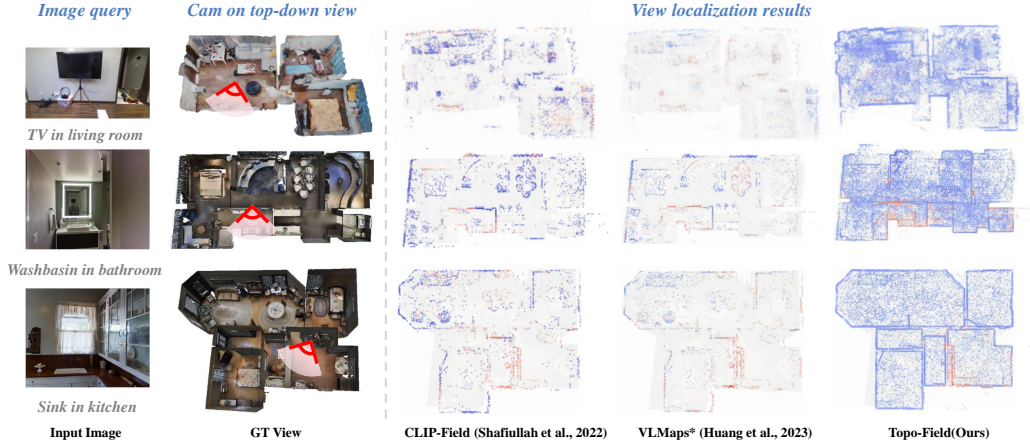 Image query
Cam on top-down view
View localization results
TV in living room
Washbasin in bathroom
Sink in kitchen
Input Image
GT View
CLIP-Field (Shafiullah et al., 2022)
VLMaps* (Huang et al., 2023)
Topo-Field(Ours)